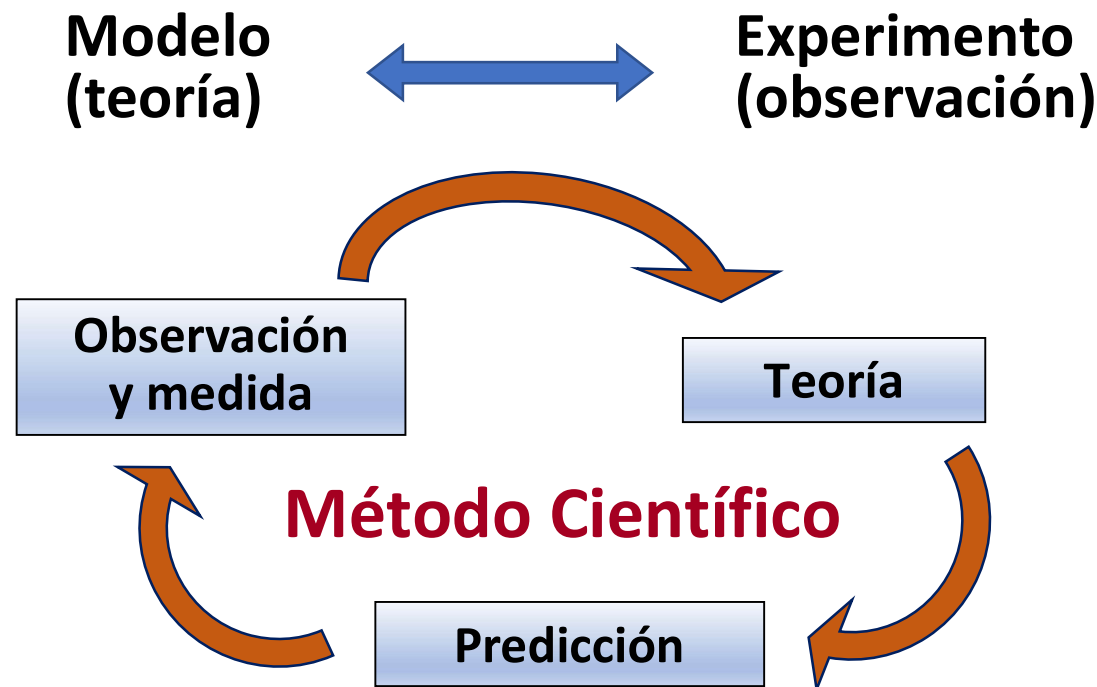 Modelo
(teoría)
Experimento
(observación)
Observación
y medida
Teoría
Método Científico
Predicción